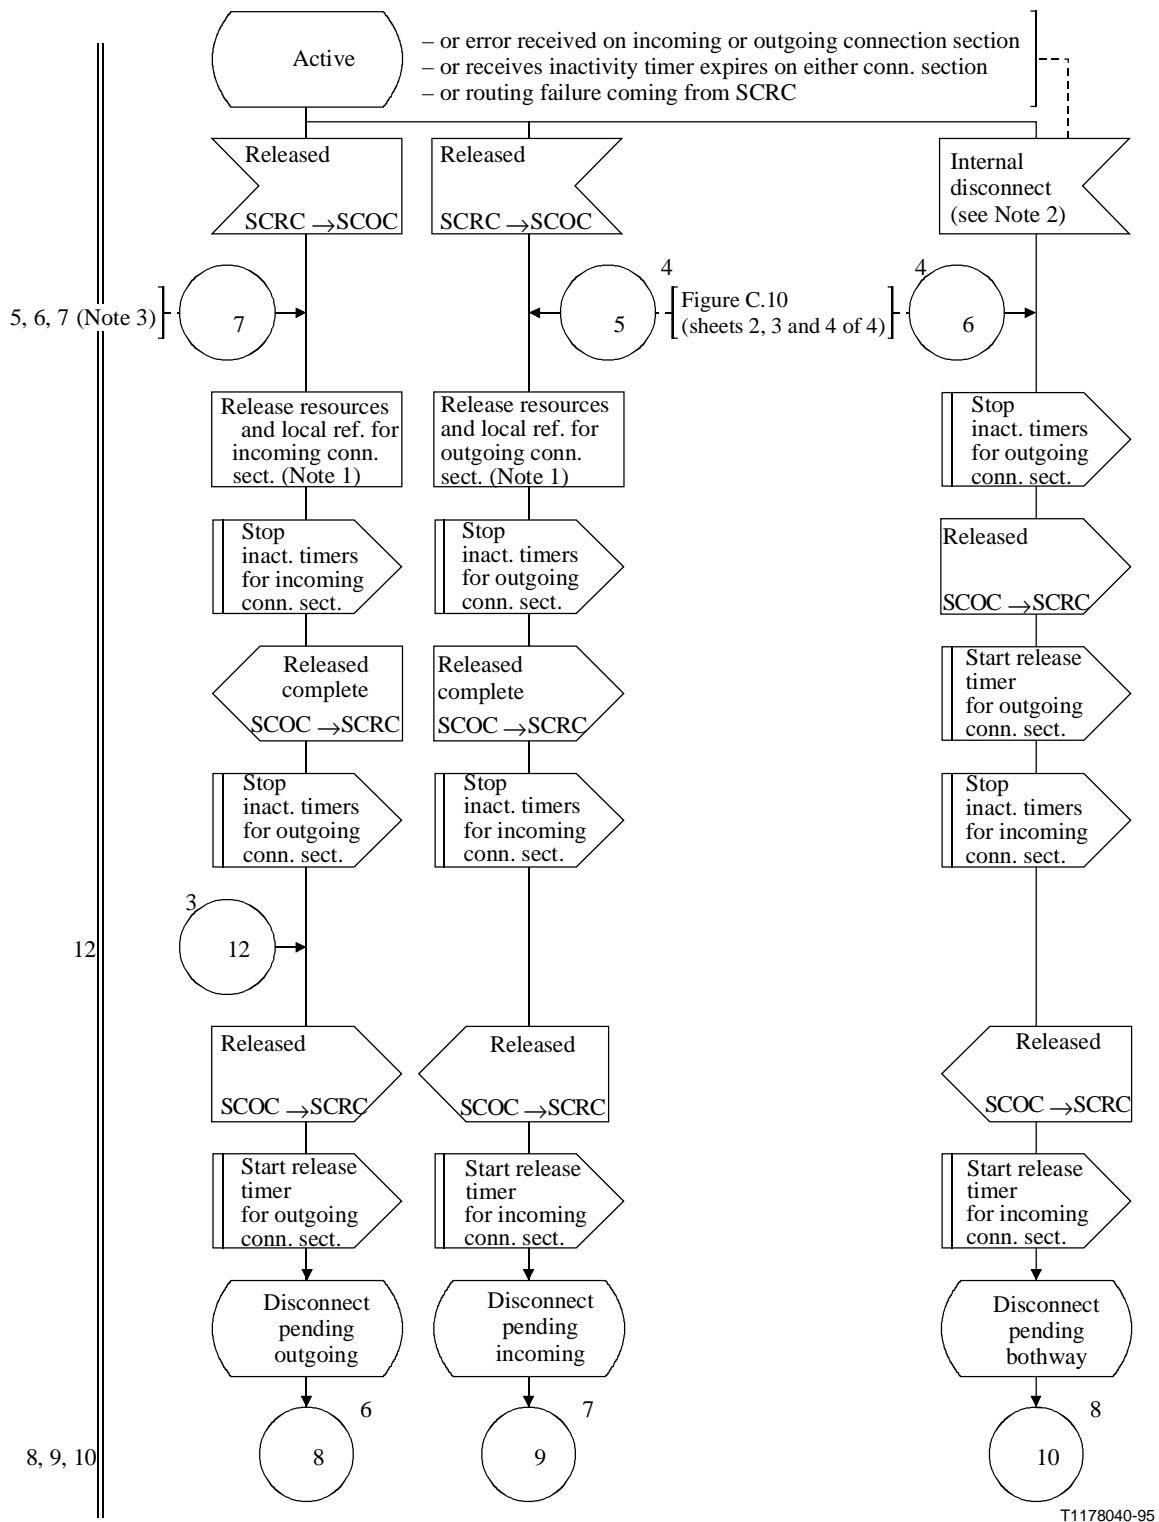 Active
– or error received on incoming or outgoing connection section
– or receives inactivity timer expires on either conn. section
– or routing failure coming from SCRC
Released
SCRC →SCOC
Released
SCRC →SCOC
Internal
disconnect
(see Note 2)
5, 6, 7 (Note 3)
7
4
5
Figure C.10
(sheets 2, 3 and 4 of 4)
4
6
Release resources
and local ref. for
incoming conn.
sect. (Note 1)
Release resources
and local ref. for
outgoing conn.
sect. (Note 1)
Stop
inact. timers
for outgoing
conn. sect.
Stop
inact. timers
for incoming
conn. sect.
Stop
inact. timers
for outgoing
conn. sect.
Released
SCOC →SCRC
Released
complete
SCOC →SCRC
Released
complete
SCOC →SCRC
Start release
timer
for outgoing
conn. sect.
Stop
inact. timers
for outgoing
conn. sect.
Stop
inact. timers
for incoming
conn. sect.
Stop
inact. timers
for incoming
conn. sect.
12
3
12
Released
SCOC →SCRC
Released
SCOC →SCRC
Released
SCOC →SCRC
Start release
timer
for outgoing
conn. sect.
Start release
timer
for incoming
conn. sect.
Start release
timer
for incoming
conn. sect.
Disconnect
pending
outgoing
Disconnect
pending
incoming
Disconnect
pending
bothway
8, 9, 10
6
8
7
9
8
10
T1178040-95